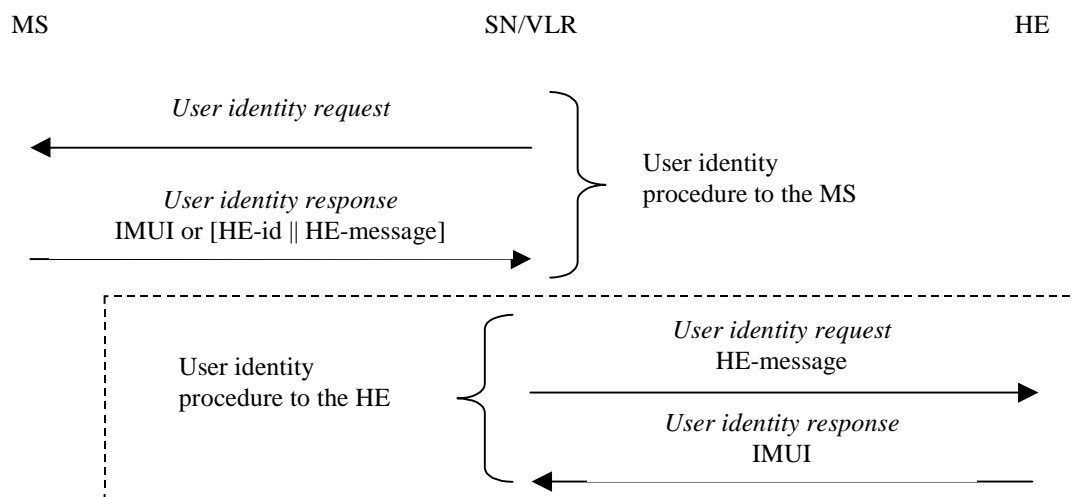 MS SN/VLR HE
User identity request
User identity
procedure to the MS
User identity response
IMUI or [HE-id || HE-message]
User identity request
HE-message
User identity
procedure to the HE
User identity response
IMUI